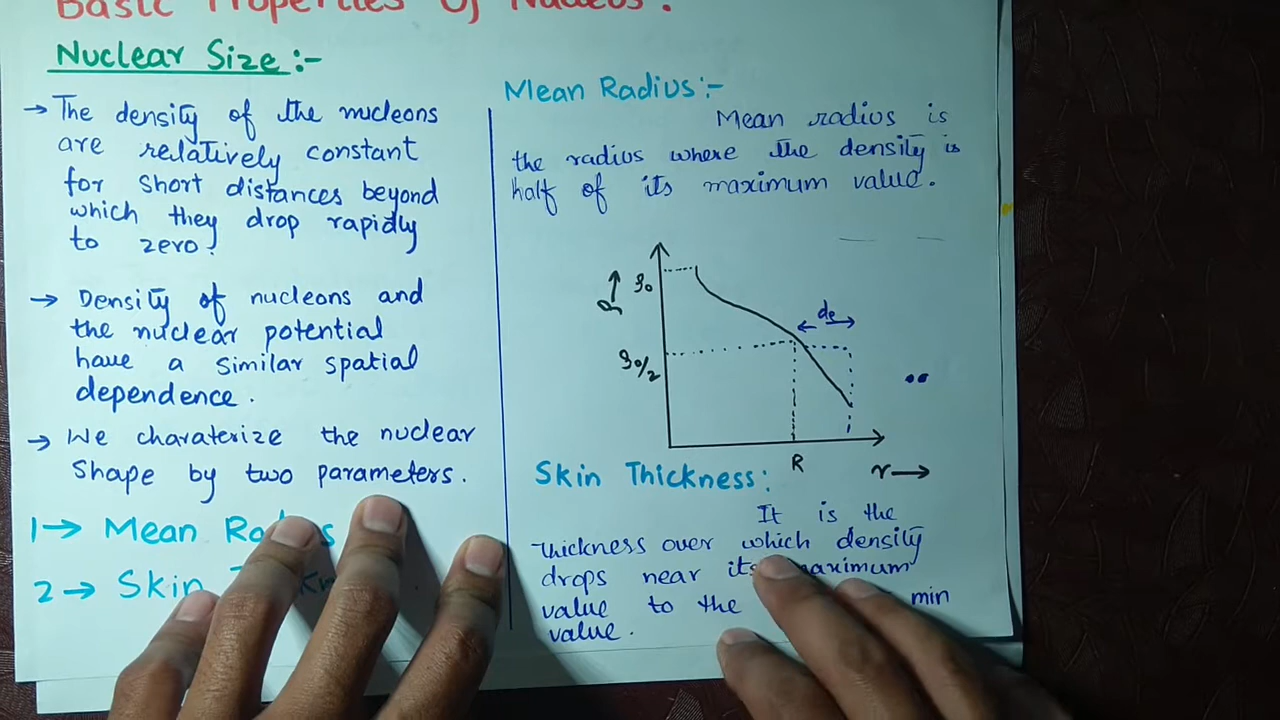 Basic Properties Of Nucleus:
Nuclear Size :-
→ The density of the nucleons
are relatively constant
for short distances beyond
which they drop rapidly
to zero.
→ Density of nucleons and
the nuclear potential
have a similar spatial
dependence.
→ We charaterize the nuclear
Shape by two parameters.
1→ Mean
2→ Skin
Mean Radius:-
Mean radius is
the radius where the density is
half of its maximum value.
ρ →
ρ₀
ρ₀/2
R
r →
Skin Thickness:
It is the
thickness over which density
drops near its maximum
value to the min
value.